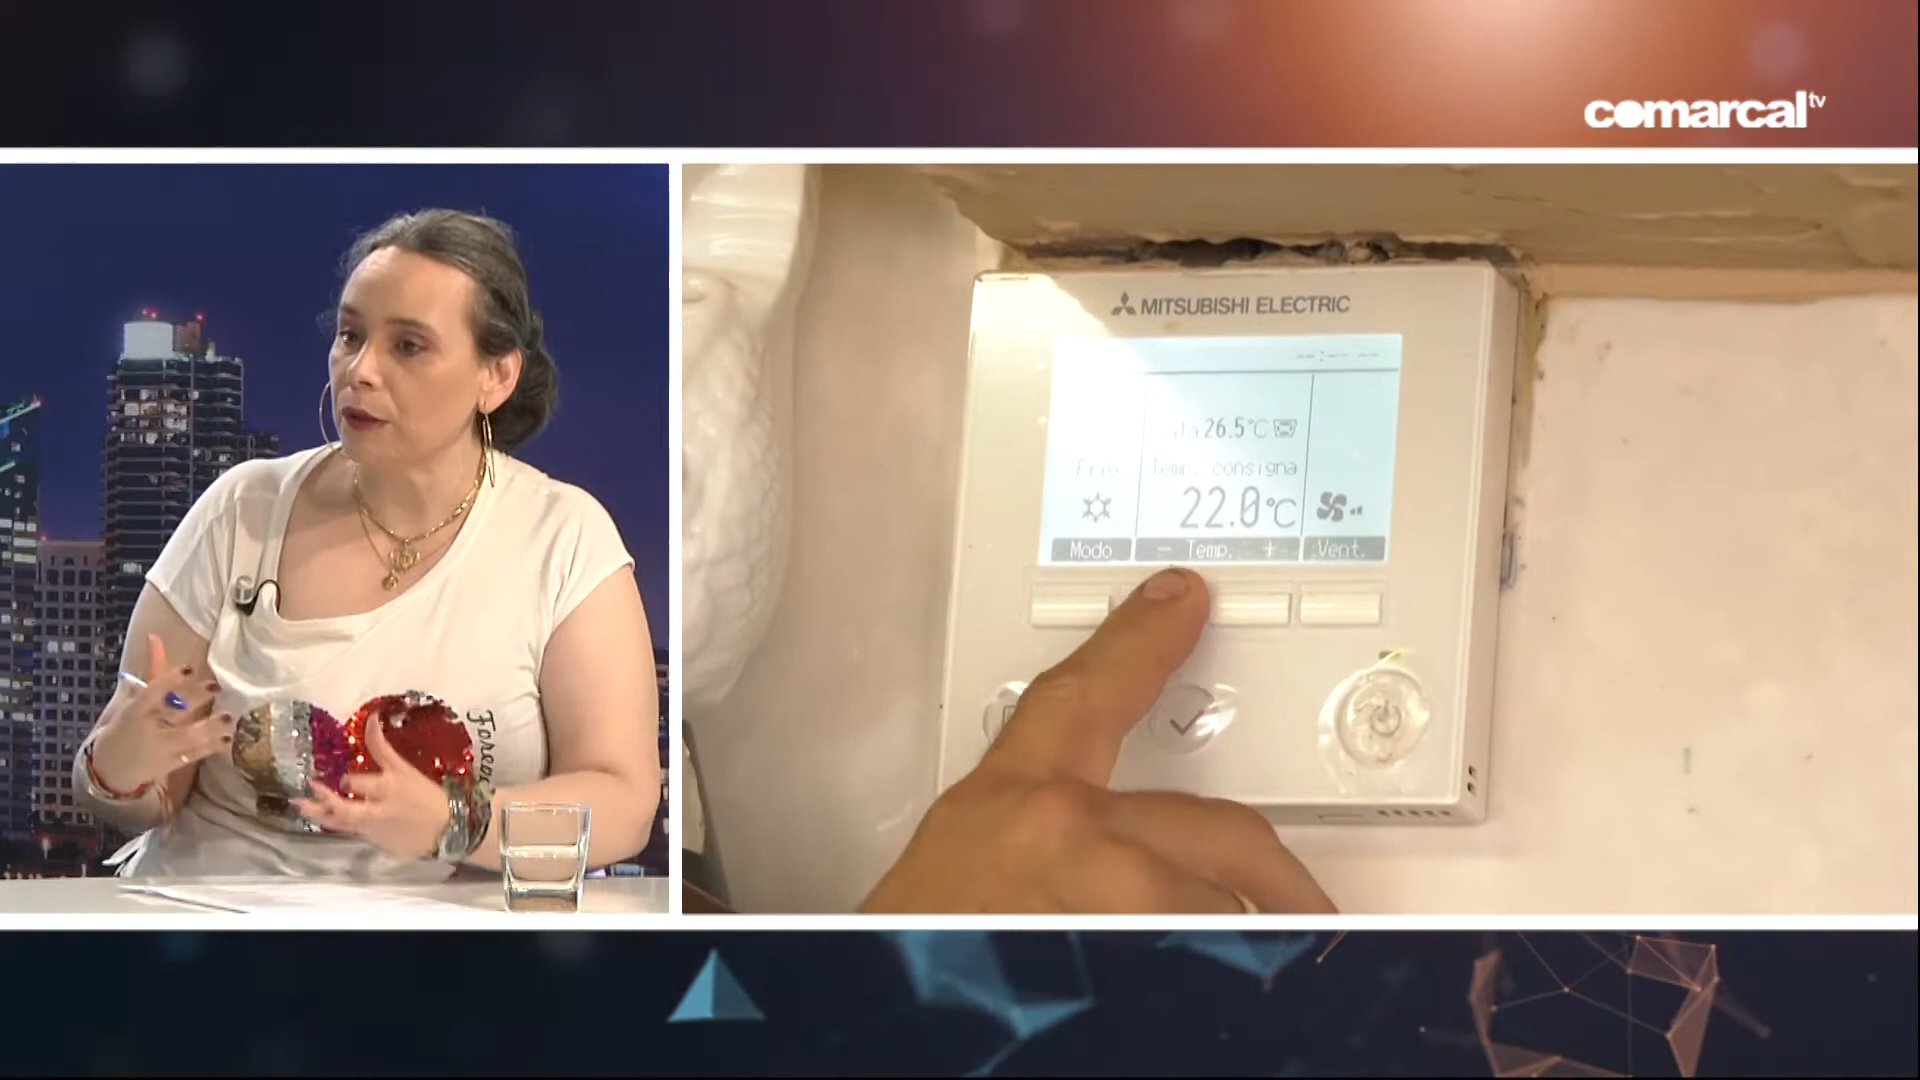 comarcal tv
MITSUBISHI ELECTRIC
26.5°C
Frío
Temp. consigna
22.0°C
Modo
− Temp. +
Vent.